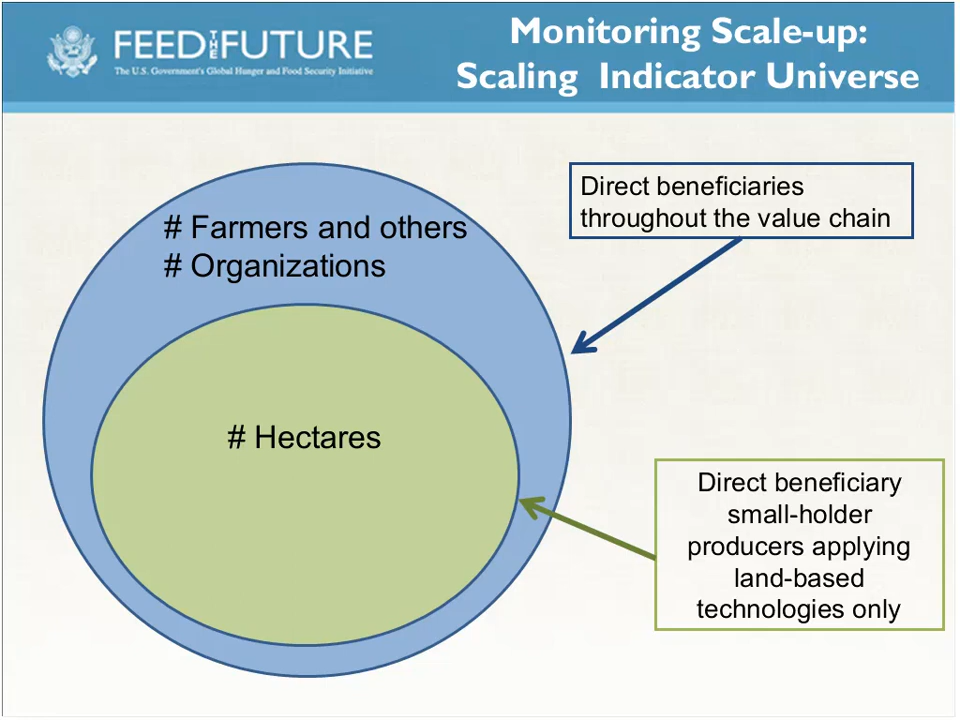 FEED THE FUTURE
The U.S. Government's Global Hunger and Food Security Initiative
Monitoring Scale-up:
Scaling Indicator Universe
# Farmers and others
# Organizations
Direct beneficiaries
throughout the value chain
# Hectares
Direct beneficiary
small-holder
producers applying
land-based
technologies only